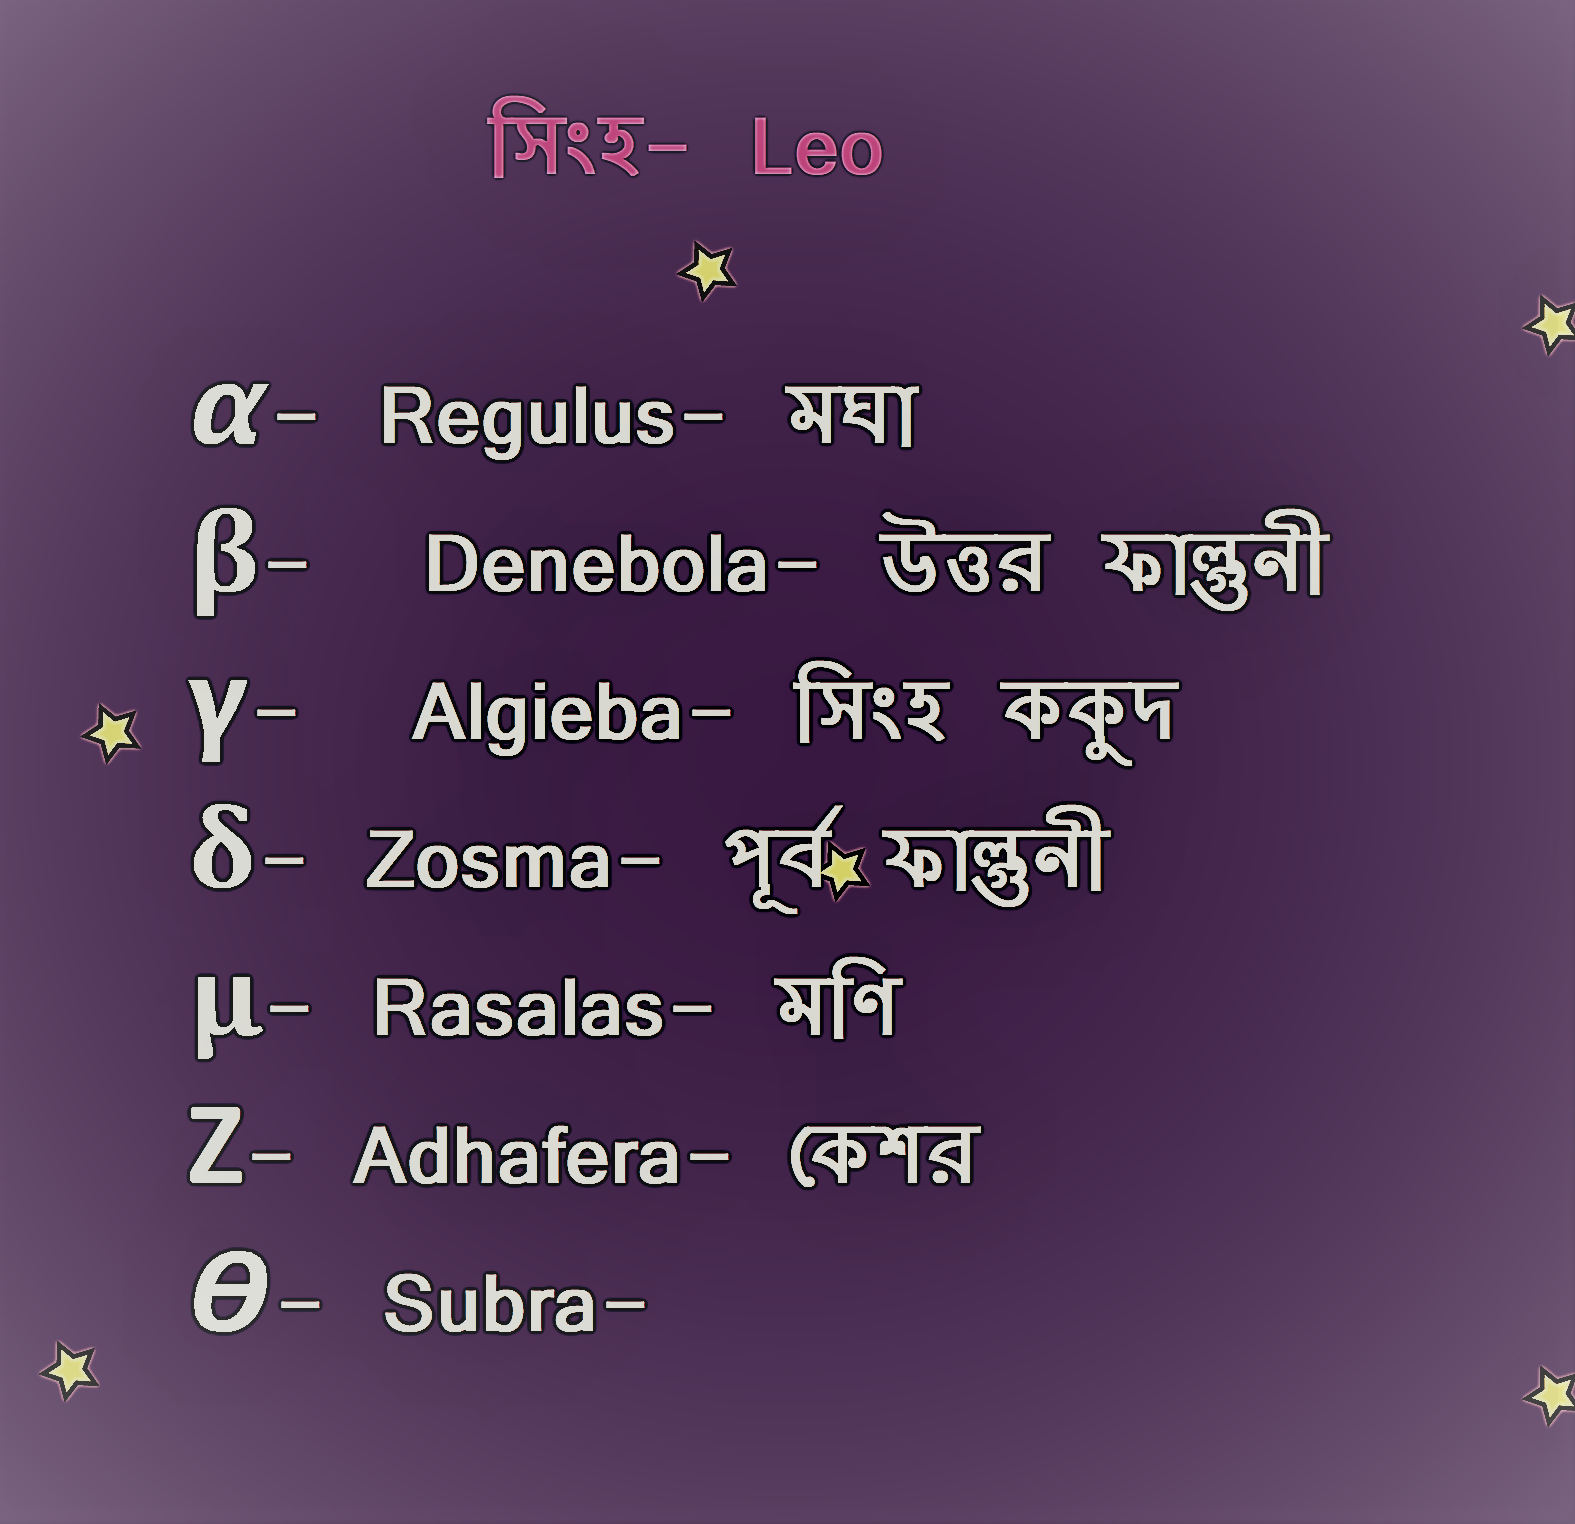 সিংহ- Leo
α- Regulus- মঘা
β- Denebola- উত্তর ফাল্গুনী
γ- Algieba- সিংহ ককুদ
δ- Zosma- পূর্ব ফাল্গুনী
μ- Rasalas- মণি
Z- Adhafera- কেশর
θ- Subra-